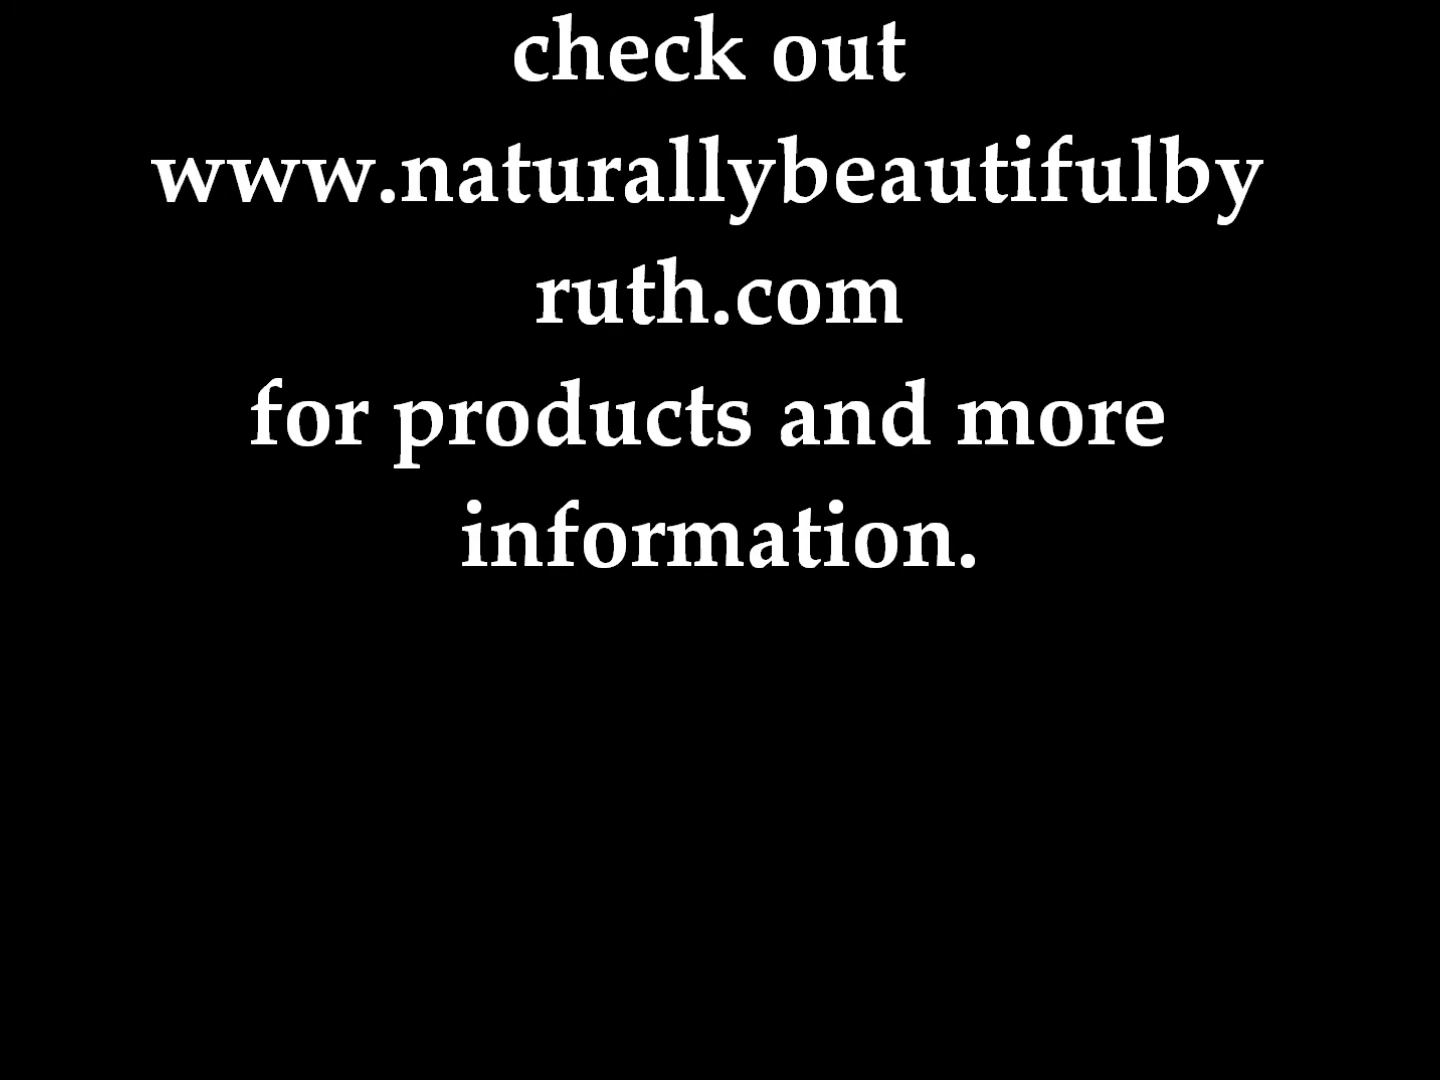 check out
www.naturallybeautifulby
ruth.com
for products and more
information.